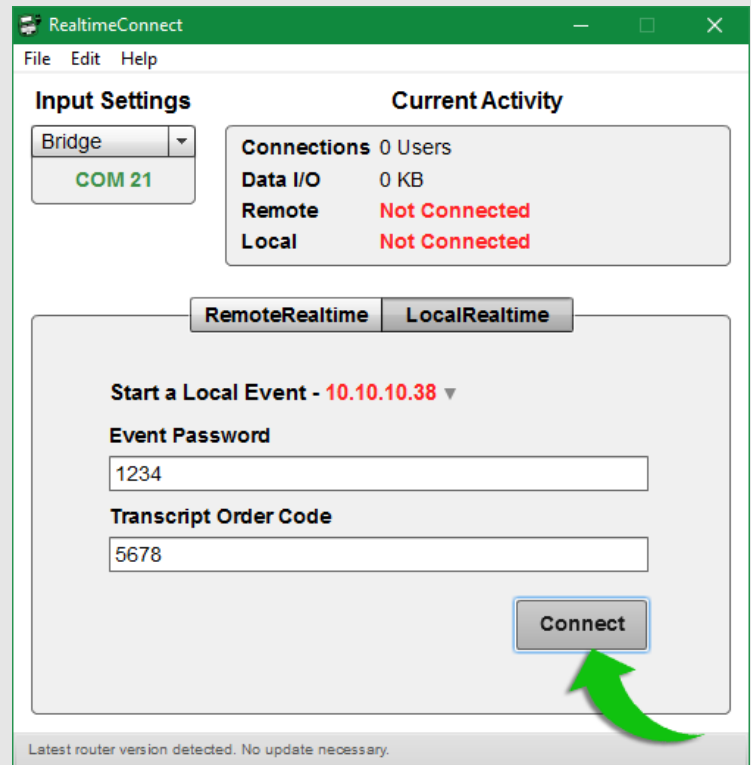 RealtimeConnect
File Edit Help
Input Settings
Current Activity
Bridge
COM 21
Connections 0 Users
Data I/O 0 KB
Remote Not Connected
Local Not Connected
RemoteRealtime LocalRealtime
Start a Local Event - 10.10.10.38 ▼
Event Password
1234
Transcript Order Code
5678
Connect
Latest router version detected. No update necessary.